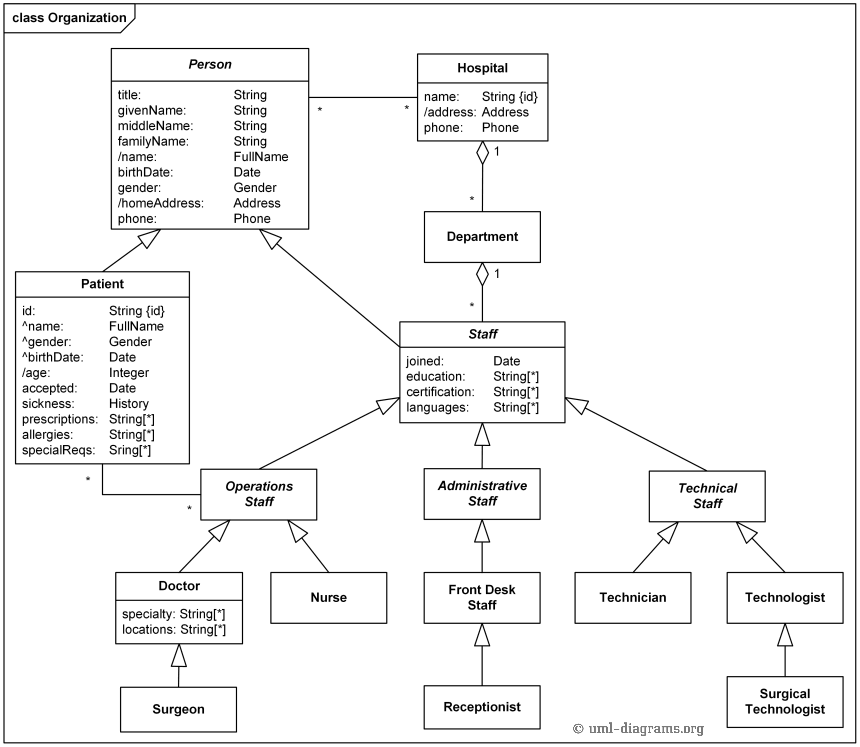 class Organization
Person
title: String
givenName: String
middleName: String
familyName: String
/name: FullName
birthDate: Date
gender: Gender
/homeAddress: Address
phone: Phone
*
*
Hospital
name: String {id}
/address: Address
phone: Phone
1
*
Department
1
*
Patient
id: String {id}
^name: FullName
^gender: Gender
^birthDate: Date
/age: Integer
accepted: Date
sickness: History
prescriptions: String[*]
allergies: String[*]
specialReqs: Sring[*]
*
*
Staff
joined: Date
education: String[*]
certification: String[*]
languages: String[*]
Operations
Staff
Administrative
Staff
Technical
Staff
Doctor
specialty: String[*]
locations: String[*]
Nurse
Front Desk
Staff
Technician
Technologist
Surgeon
Receptionist
Surgical
Technologist
© uml-diagrams.org